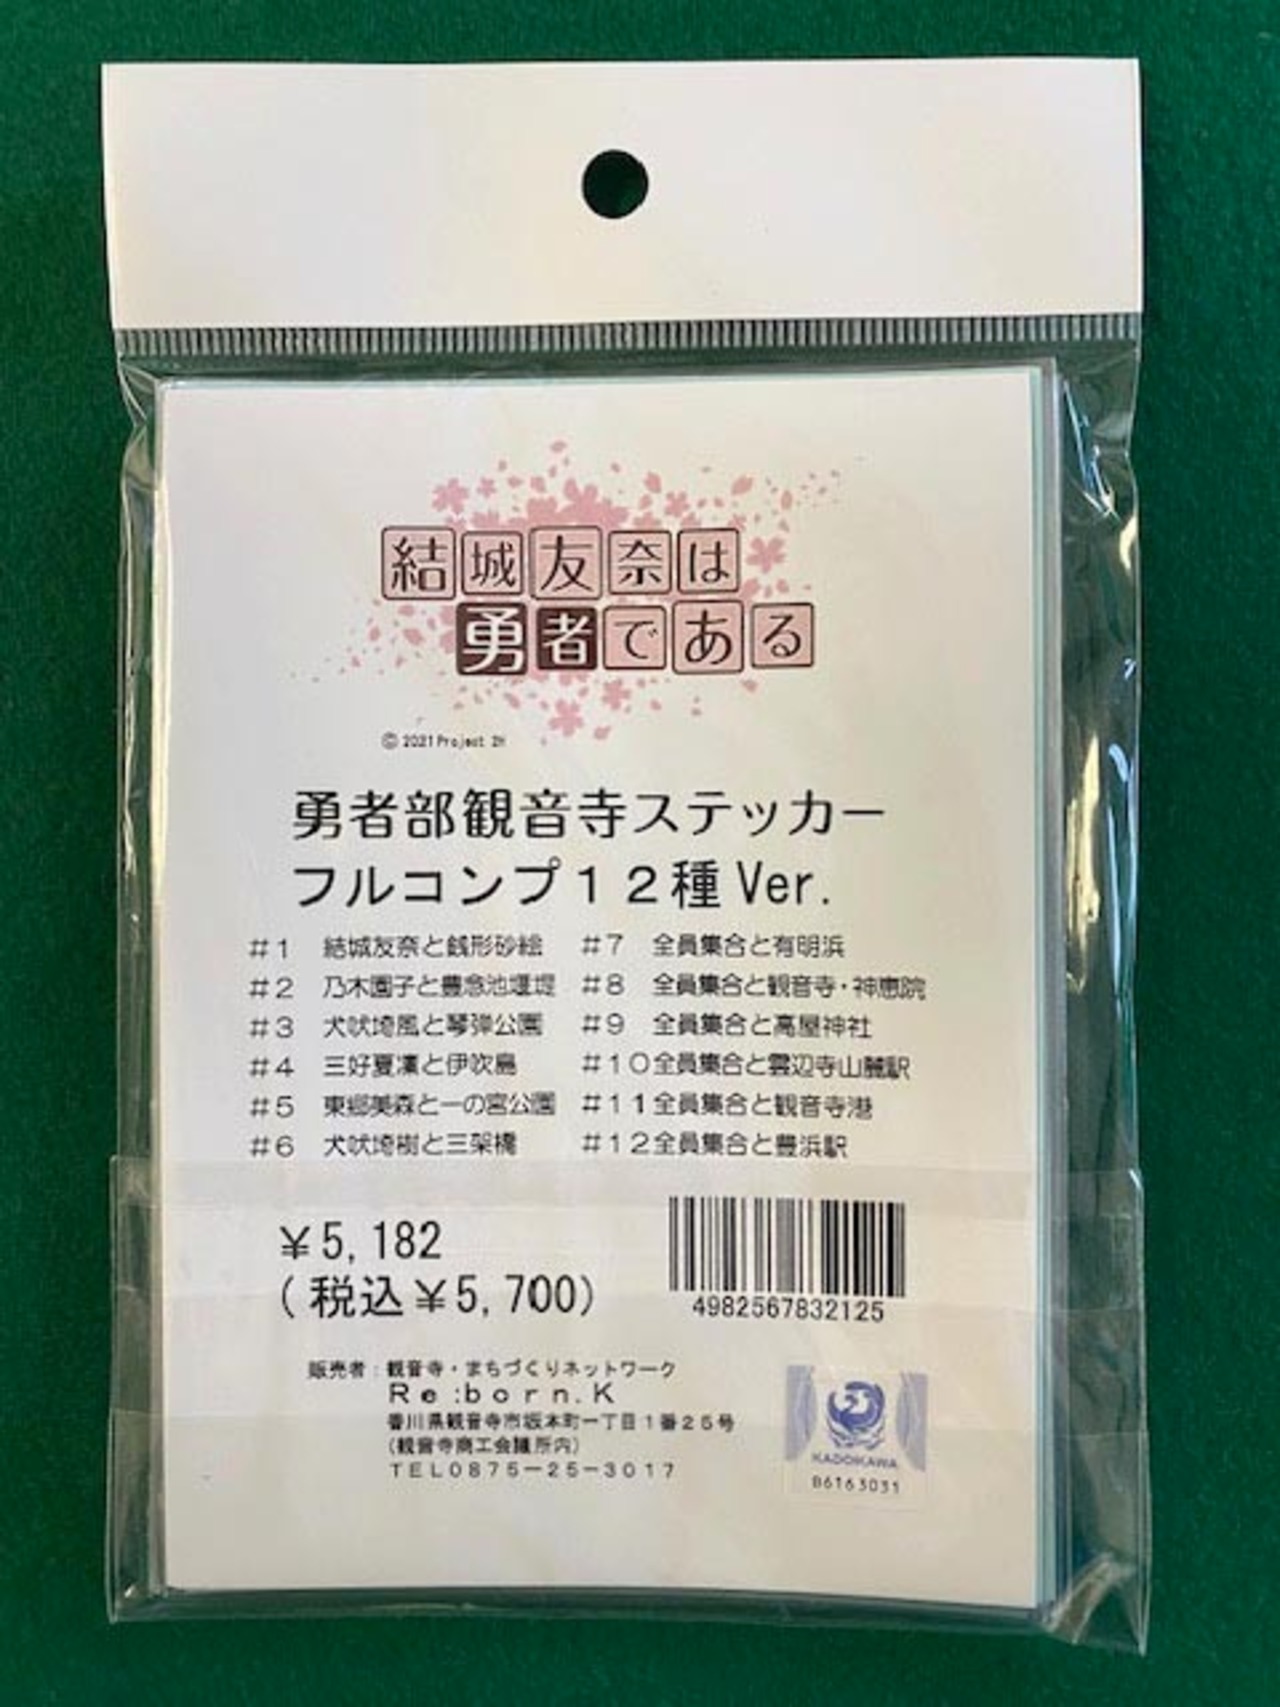 結城友奈は
勇者である
© 2021 Project 2H
勇者部観音寺ステッカー
フルコンプ12種 Ver.
#1 結城友奈と銭形砂絵
#2 乃木園子と豊稔池堰堤
#3 犬吠埼風と琴弾公園
#4 三好夏凜と伊吹島
#5 東郷美森と一の宮公園
#6 犬吠埼樹と三架橋
#7 全員集合と有明浜
#8 全員集合と観音寺・神恵院
#9 全員集合と高屋神社
#10全員集合と雲辺寺山麓駅
#11全員集合と観音寺港
#12全員集合と豊浜駅
¥5,182
(税込¥5,700)
4982567832125
販売者：観音寺・まちづくりネットワーク
Re:born.K
香川県観音寺市坂本町一丁目1番25号
(観音寺商工会議所内)
TEL0875-25-3017
KADOKAWA
B6163031